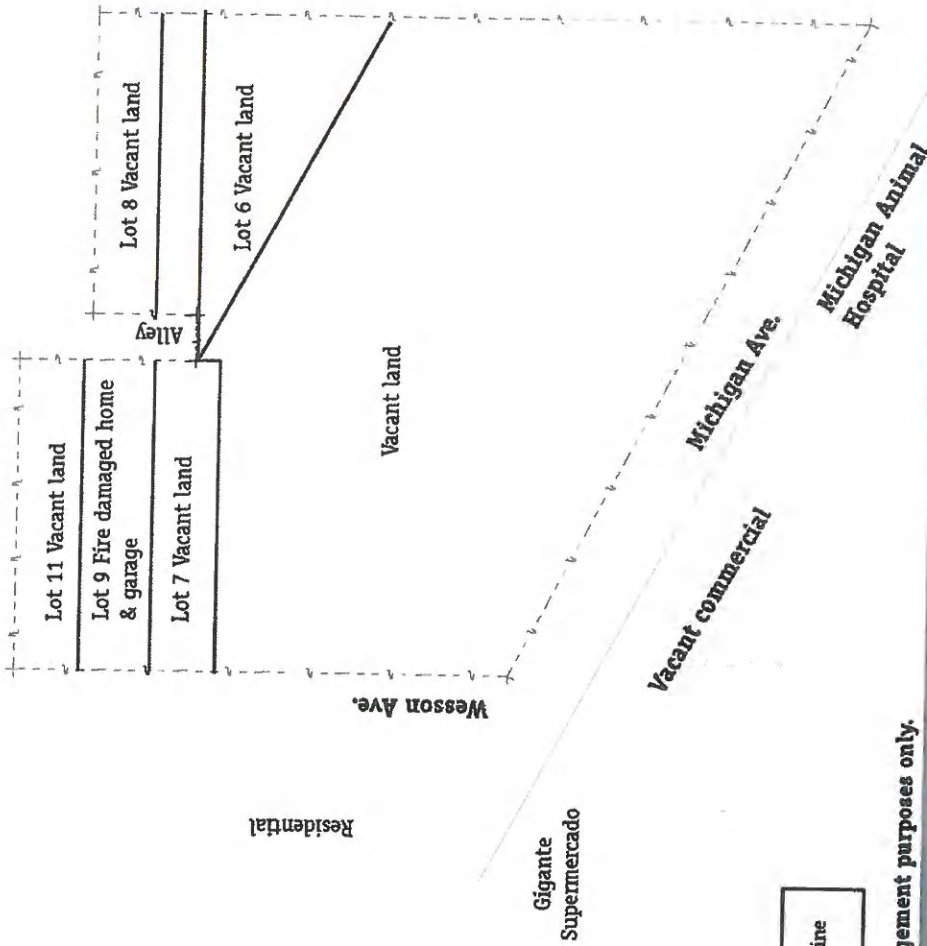 Lot 8 Vacant land
Lot 6 Vacant land
Alley
Lot 11 Vacant land
Lot 9 Fire damaged home
& garage
Lot 7 Vacant land
Vacant land
Wesson Ave.
Michigan Ave.
Michigan Animal
Hospital
Vacant commercial
Residential
Gigante
Supermercado
ine
gement purposes only.